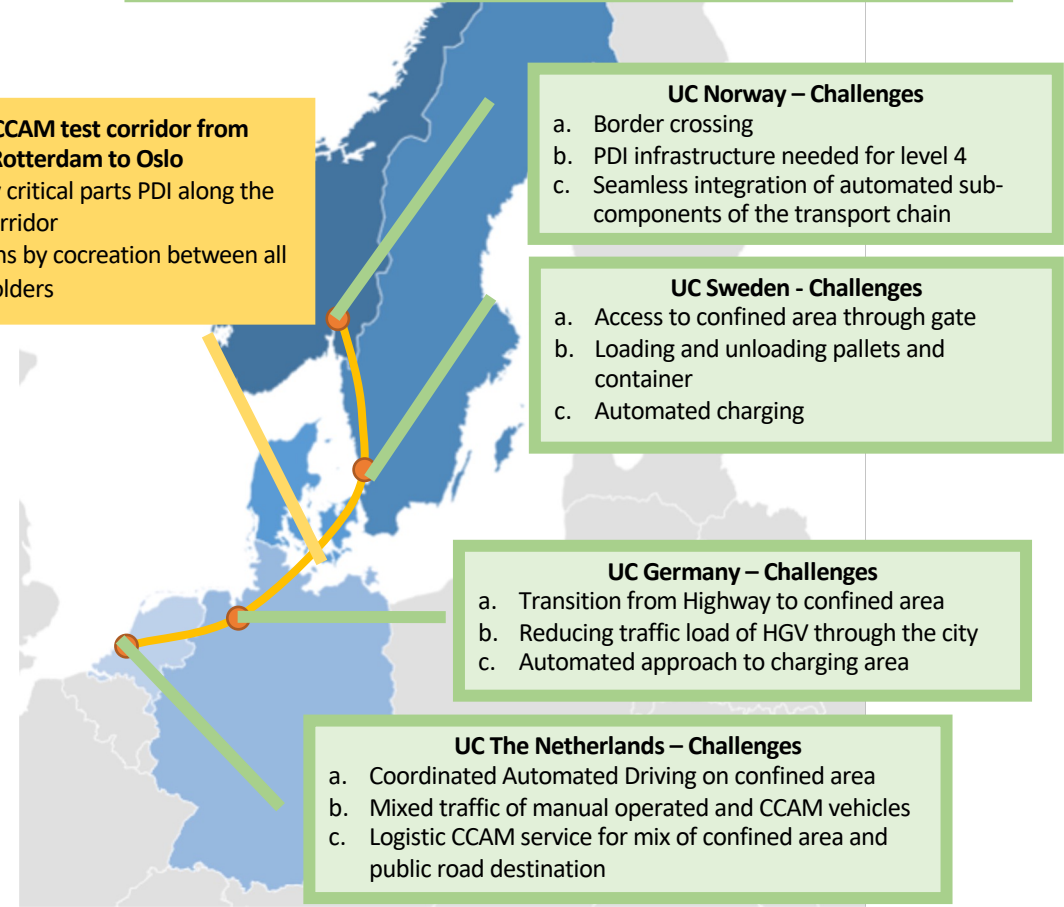 CCAM test corridor from
Rotterdam to Oslo
critical parts PDI along the
by cocreation between all
UC Norway – Challenges
a. Border crossing
b. PDI infrastructure needed for level 4
c. Seamless integration of automated sub-
components of the transport chain
UC Sweden - Challenges
a. Access to confined area through gate
b. Loading and unloading pallets and
container
c. Automated charging
UC Germany – Challenges
a. Transition from Highway to confined area
b. Reducing traffic load of HGV through the city
c. Automated approach to charging area
UC The Netherlands – Challenges
a. Coordinated Automated Driving on confined area
b. Mixed traffic of manual operated and CCAM vehicles
c. Logistic CCAM service for mix of confined area and
public road destination